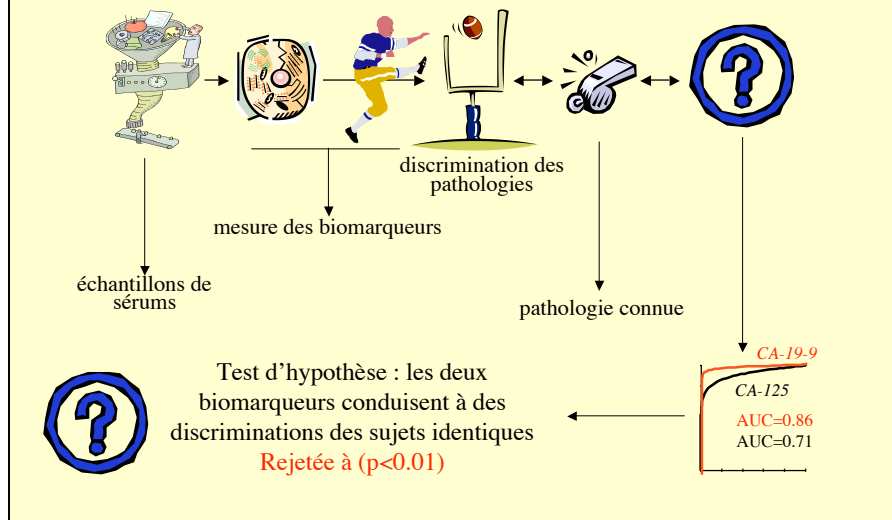 discrimination des
pathologies
mesure des biomarqueurs
échantillons de
sérums
pathologie connue
CA-19-9
CA-125
AUC=0.86
AUC=0.71
Test d’hypothèse : les deux
biomarqueurs conduisent à des
discriminations des sujets identiques
Rejetée à (p<0.01)